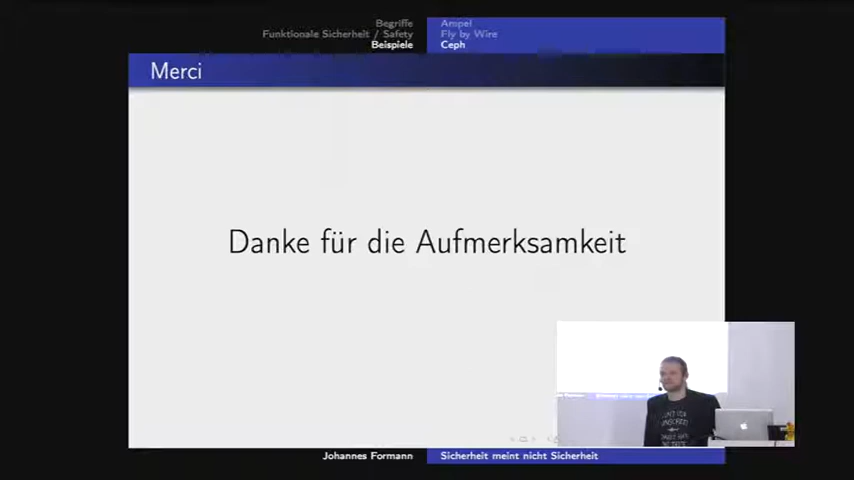 Begriffe
Funktionale Sicherheit / Safety
Beispiele
Ampel
Fly by Wire
Ceph
Merci
Danke für die Aufmerksamkeit
Johannes Formann
Sicherheit meint nicht Sicherheit